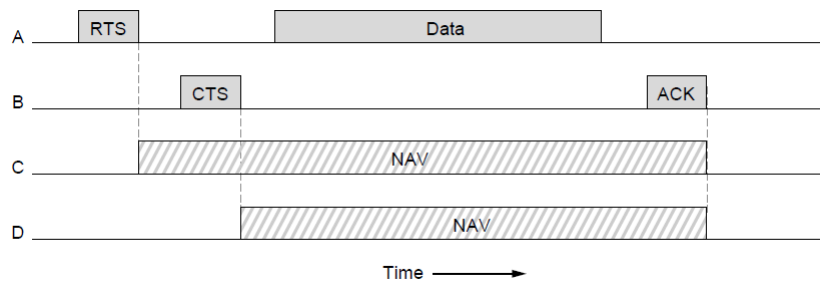 A RTS Data
B CTS ACK
C NAV
D NAV
Time